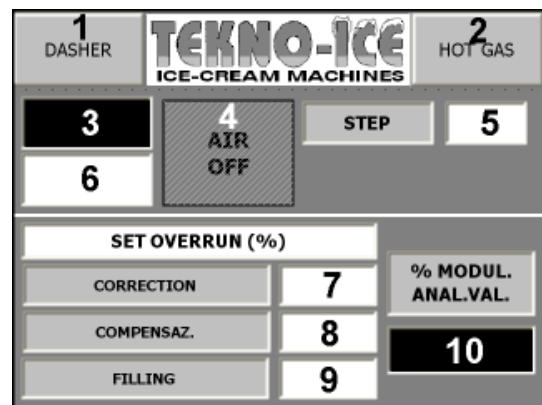 1
DASHER
TEKNO-ICE
ICE-CREAM MACHINES
2
HOT GAS
3
4
AIR
OFF
STEP
5
6
SET OVERRUN (%)
CORRECTION
7
% MODUL.
ANAL.VAL.
COMPENSAZ.
8
10
FILLING
9